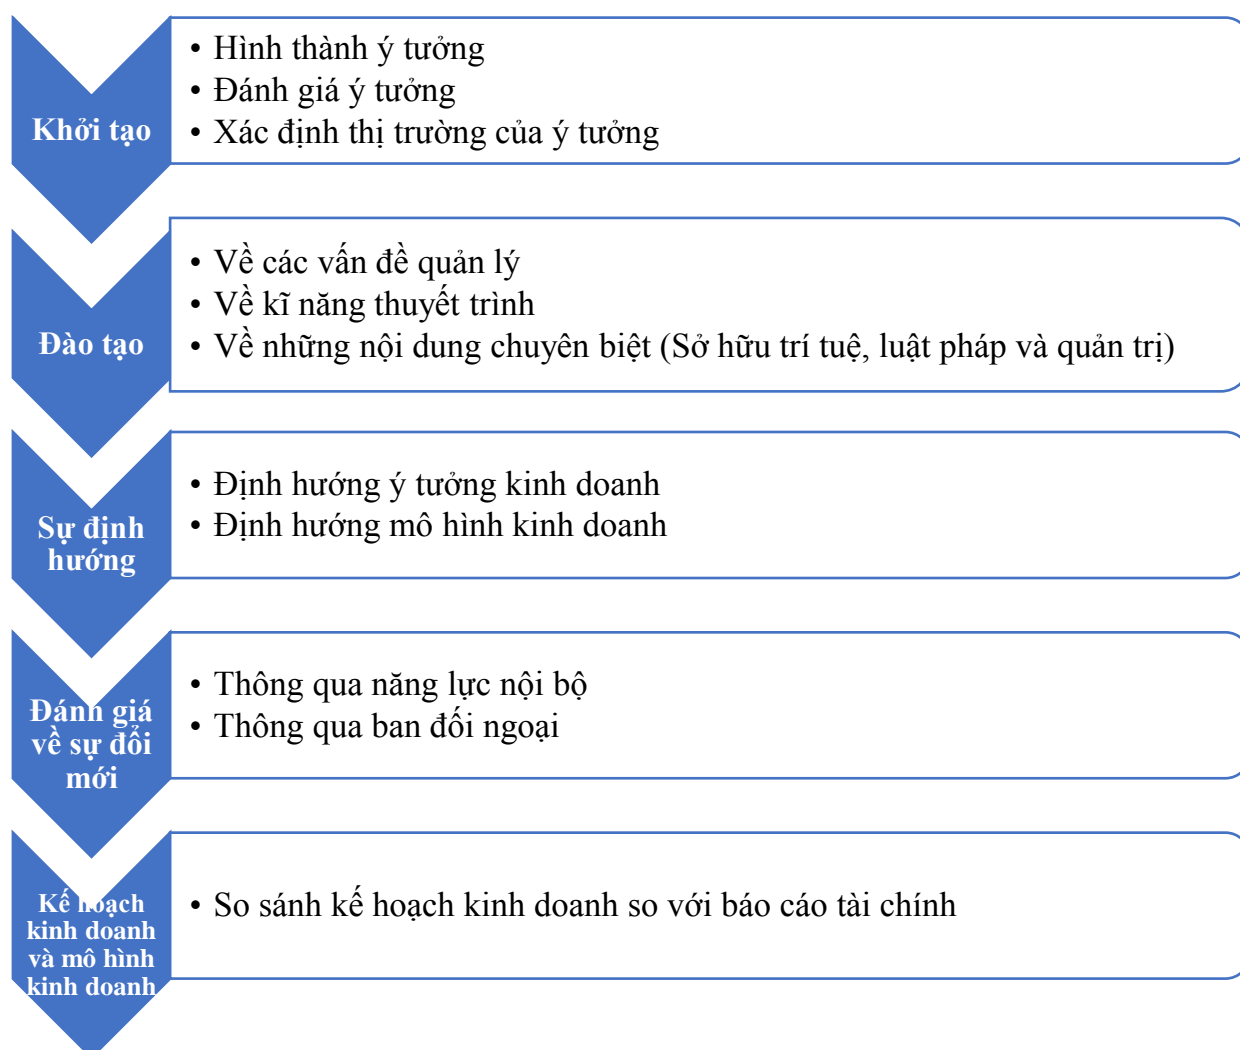 Khởi tạo
• Hình thành ý tưởng
• Đánh giá ý tưởng
• Xác định thị trường của ý tưởng
Đào tạo
• Về các vấn đề quản lý
• Về kĩ năng thuyết trình
• Về những nội dung chuyên biệt (Sở hữu trí tuệ, luật pháp và quản trị)
Sự định
hướng
• Định hướng ý tưởng kinh doanh
• Định hướng mô hình kinh doanh
Đánh giá
về sự đổi
mới
• Thông qua năng lực nội bộ
• Thông qua ban đối ngoại
Kế hoạch
kinh doanh
và mô hình
kinh doanh
• So sánh kế hoạch kinh doanh so với báo cáo tài chính